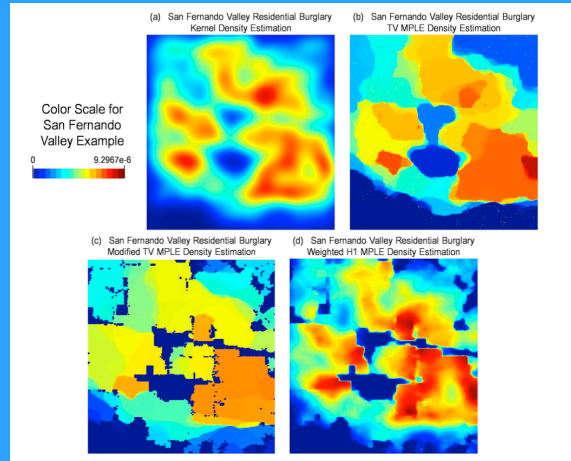 (a) San Fernando Valley Residential Burglary
Kernel Density Estimation
(b) San Fernando Valley Residential Burglary
TV MPLE Density Estimation
Color Scale for
San Fernando
Valley Example
0 9.2967e-6
(c) San Fernando Valley Residential Burglary
Modified TV MPLE Density Estimation
(d) San Fernando Valley Residential Burglary
Weighted H1 MPLE Density Estimation